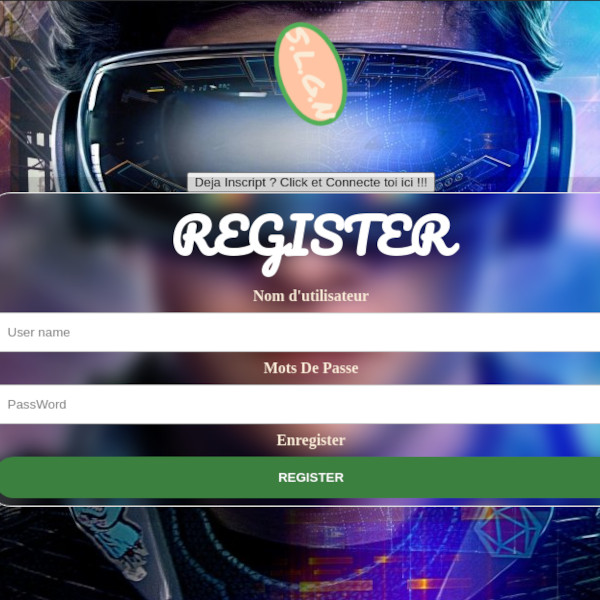 S.L.G.N
Deja Inscript ? Click et Connecte toi ici !!!
REGISTER
Nom d'utilisateur
User name
Mots De Passe
PassWord
Enregister
REGISTER